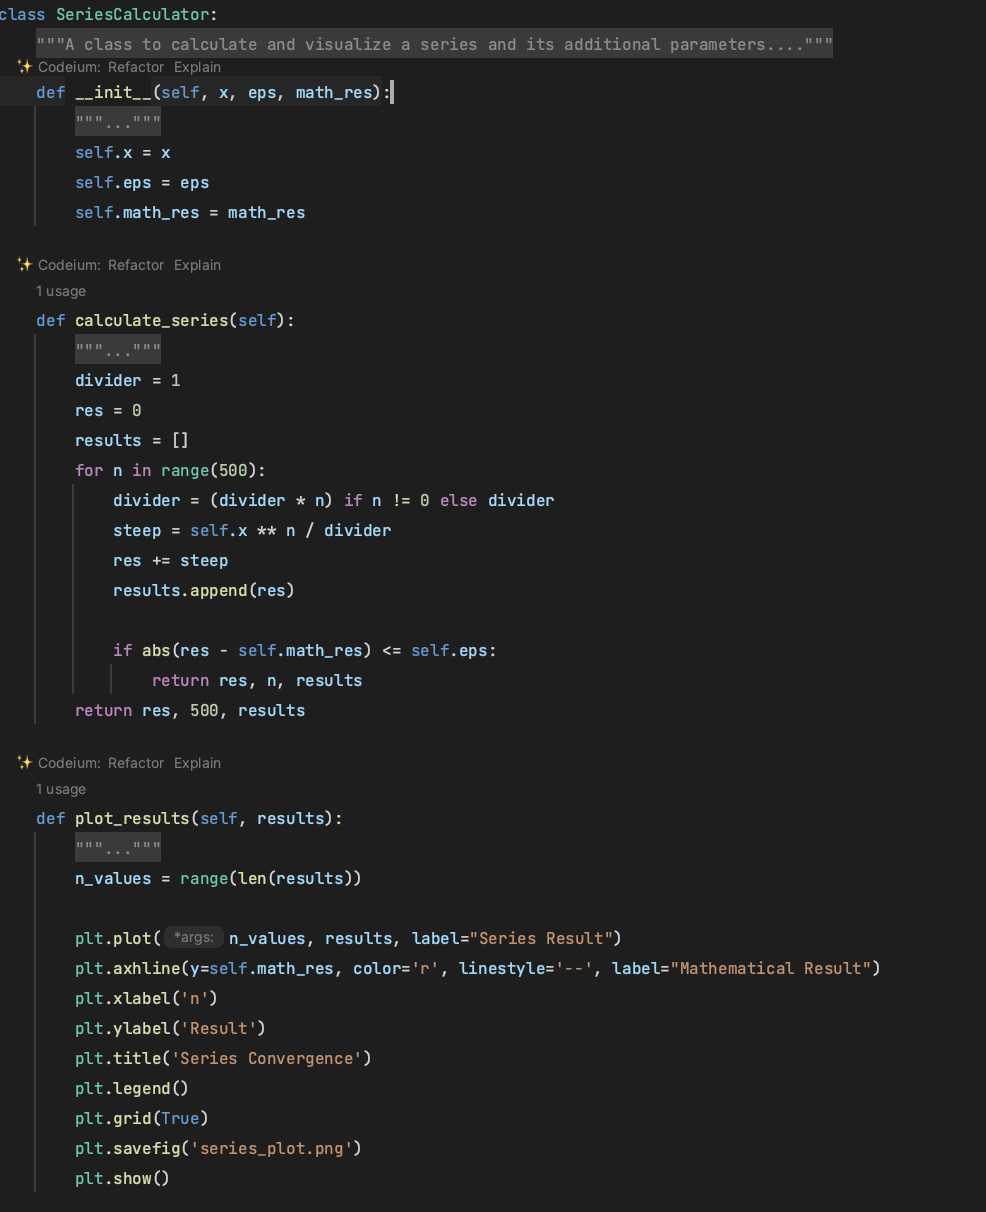 class SeriesCalculator:
    """A class to calculate and visualize a series and its additional parameters...."""
✨ Codeium: Refactor  Explain
    def __init__(self, x, eps, math_res):
        """..."""
        self.x = x
        self.eps = eps
        self.math_res = math_res
✨ Codeium: Refactor  Explain
    1 usage
    def calculate_series(self):
        """..."""
        divider = 1
        res = 0
        results = []
        for n in range(500):
            divider = (divider * n) if n != 0 else divider
            steep = self.x ** n / divider
            res += steep
            results.append(res)
            if abs(res - self.math_res) <= self.eps:
                return res, n, results
        return res, 500, results
✨ Codeium: Refactor  Explain
    1 usage
    def plot_results(self, results):
        """..."""
        n_values = range(len(results))
        plt.plot( *args: n_values, results, label="Series Result")
        plt.axhline(y=self.math_res, color='r', linestyle='--', label="Mathematical Result")
        plt.xlabel('n')
        plt.ylabel('Result')
        plt.title('Series Convergence')
        plt.legend()
        plt.grid(True)
        plt.savefig('series_plot.png')
        plt.show()